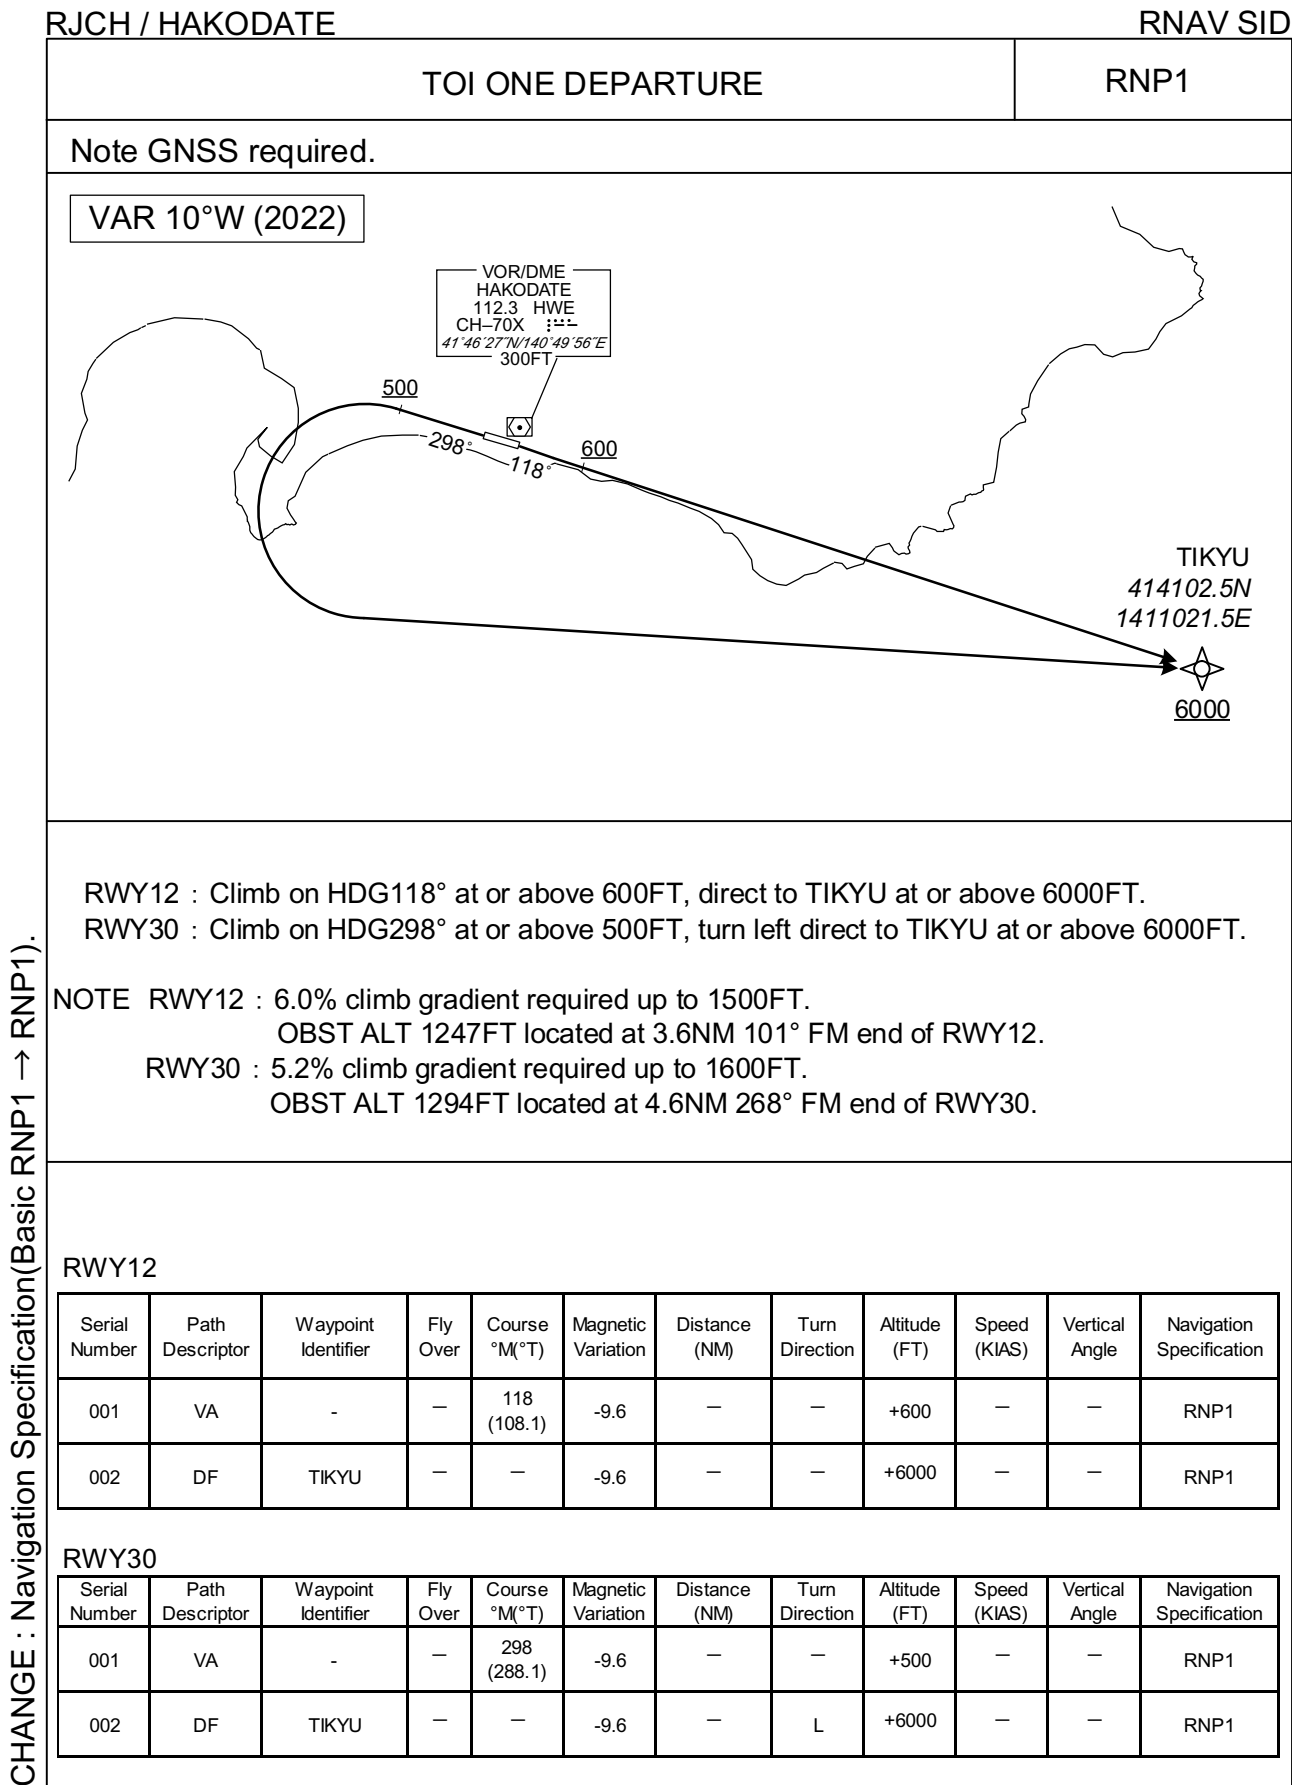 RJCH / HAKODATE
RNAV SID
TOI ONE DEPARTURE
RNP1
Note GNSS required.
VAR 10°W (2022)
VOR/DME
HAKODATE
112.3 HWE
CH–70X
41°46′27″N/140°49′56″E
300FT
500
298°
118°
600
TIKYU
414102.5N
1411021.5E
6000
RWY12 : Climb on HDG118° at or above 600FT, direct to TIKYU at or above 6000FT.
RWY30 : Climb on HDG298° at or above 500FT, turn left direct to TIKYU at or above 6000FT.
NOTE RWY12 : 6.0% climb gradient required up to 1500FT.
OBST ALT 1247FT located at 3.6NM 101° FM end of RWY12.
RWY30 : 5.2% climb gradient required up to 1600FT.
OBST ALT 1294FT located at 4.6NM 268° FM end of RWY30.
RWY12
Serial Number Path Descriptor Waypoint Identifier Fly Over Course °M(°T) Magnetic Variation Distance (NM) Turn Direction Altitude (FT) Speed (KIAS) Vertical Angle Navigation Specification
001 VA - — 118 (108.1) -9.6 — — +600 — — RNP1
002 DF TIKYU — — -9.6 — — +6000 — — RNP1
RWY30
Serial Number Path Descriptor Waypoint Identifier Fly Over Course °M(°T) Magnetic Variation Distance (NM) Turn Direction Altitude (FT) Speed (KIAS) Vertical Angle Navigation Specification
001 VA - — 298 (288.1) -9.6 — — +500 — — RNP1
002 DF TIKYU — — -9.6 — L +6000 — — RNP1
CHANGE : Navigation Specification(Basic RNP1 → RNP1).